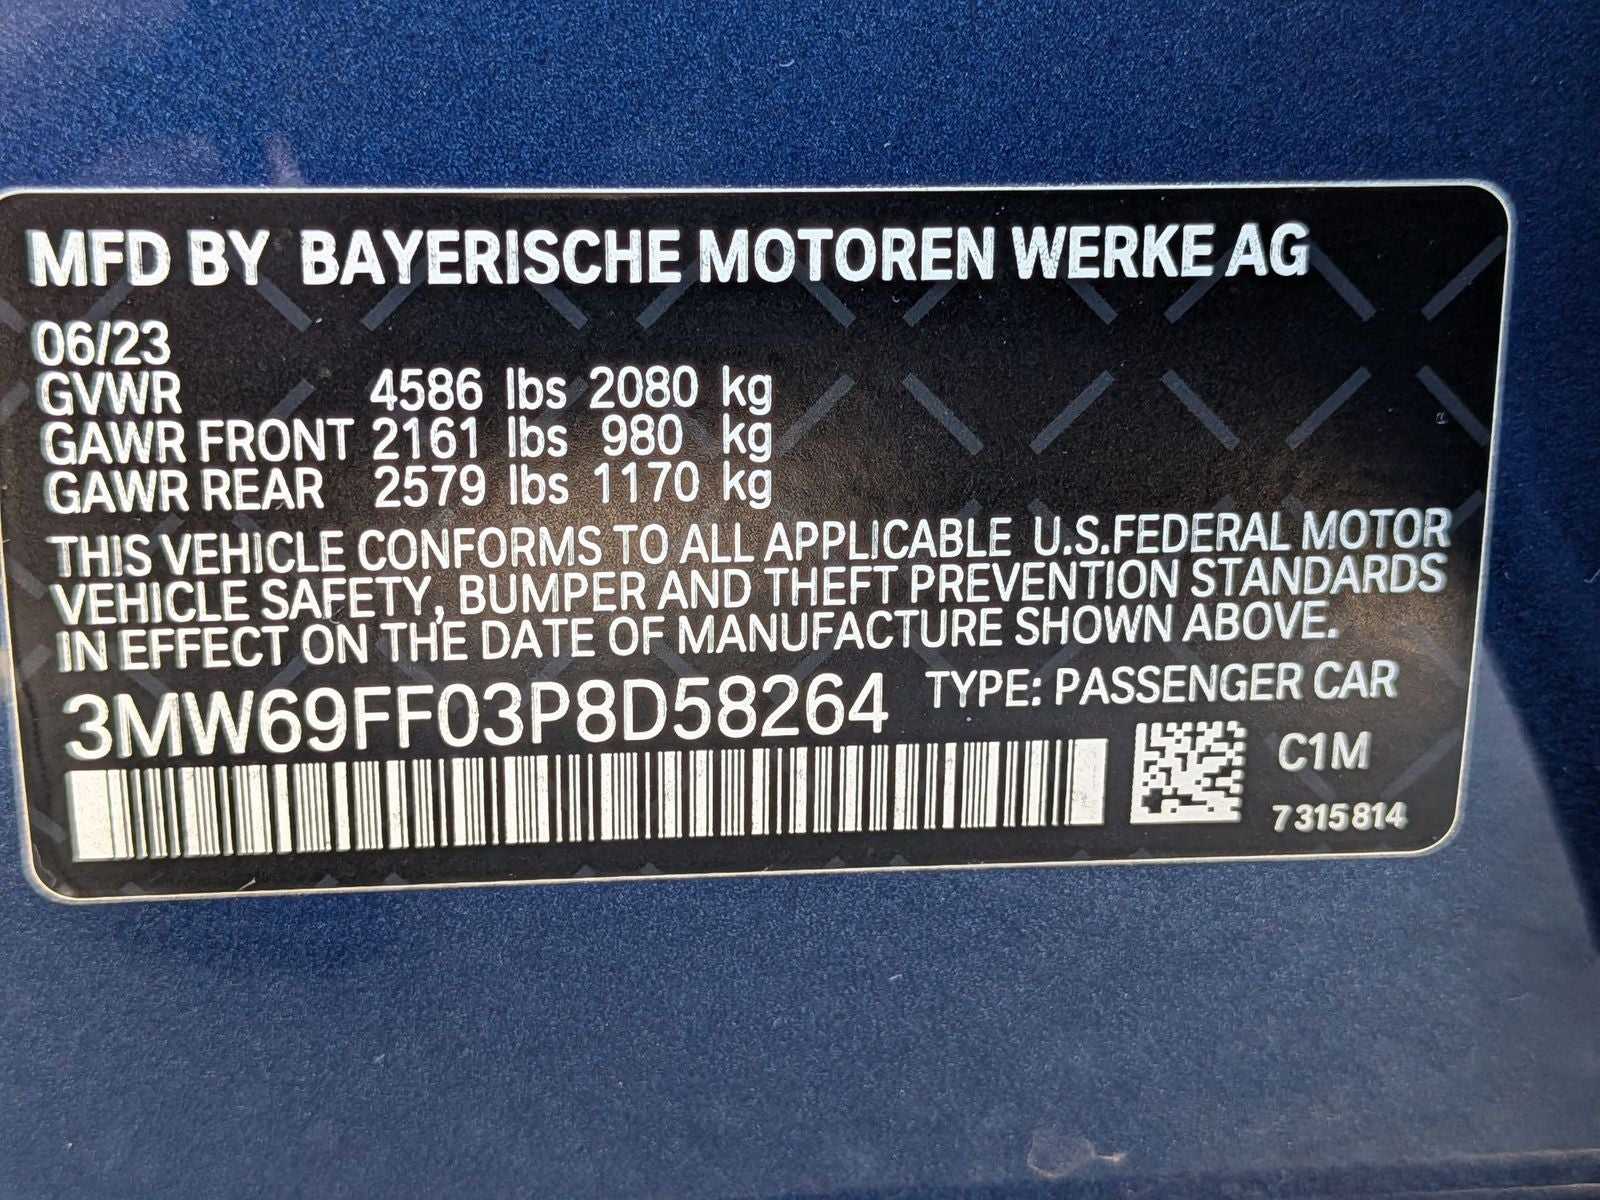 MFD BY BAYERISCHE MOTOREN WERKE AG
06/23
GVWR 4586 lbs 2080 kg
GAWR FRONT 2161 lbs 980 kg
GAWR REAR 2579 lbs 1170 kg
THIS VEHICLE CONFORMS TO ALL APPLICABLE U.S.FEDERAL MOTOR
VEHICLE SAFETY, BUMPER AND THEFT PREVENTION STANDARDS
IN EFFECT ON THE DATE OF MANUFACTURE SHOWN ABOVE.
3MW69FF03P8D58264 TYPE: PASSENGER CAR
C1M
7315814